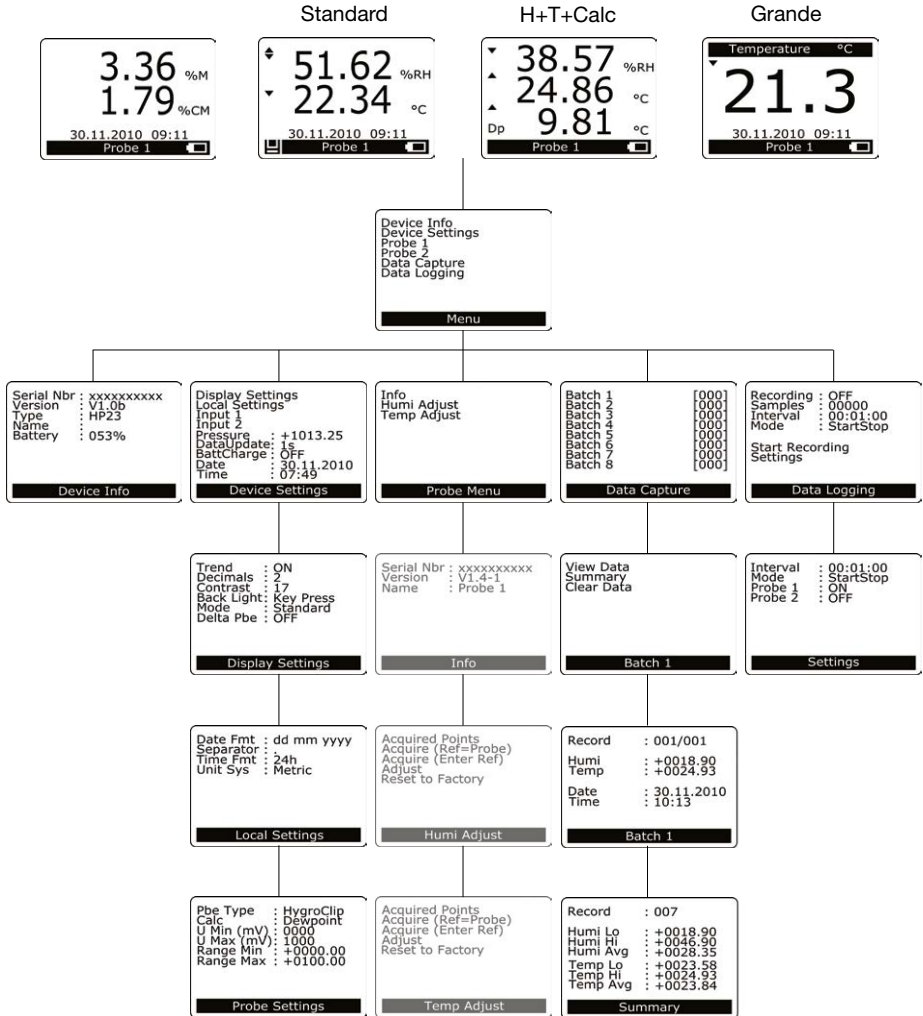 Standard
H+T+Calc
Grande
3.36 %M
1.79 %CM
30.11.2010 09:11
Probe 1
51.62 %RH
22.34 °C
30.11.2010 09:11
Probe 1
38.57 %RH
24.86 °C
Dp 9.81 °C
Probe 1
Temperature °C
21.3
30.11.2010 09:11
Probe 1
Device Info
Device Settings
Probe 1
Probe 2
Data Capture
Data Logging
Menu
Serial Nbr : xxxxxxxxxx
Version : V1.0b
Type : HP23
Name :
Battery : 053%
Device Info
Display Settings
Local Settings
Input 1
Input 2
Pressure : +1013.25
DataUpdate: 1s
BattCharge : OFF
Date : 30.11.2010
Time : 07:49
Device Settings
Info
Humi Adjust
Temp Adjust
Probe Menu
Batch 1 [000]
Batch 2 [000]
Batch 3 [000]
Batch 4 [000]
Batch 5 [000]
Batch 6 [000]
Batch 7 [000]
Batch 8 [000]
Data Capture
Recording : OFF
Samples : 00000
Interval : 00:01:00
Mode : StartStop
Start Recording
Settings
Data Logging
Trend : ON
Decimals : 2
Contrast : 17
Back Light : Key Press
Mode : Standard
Delta Pbe : OFF
Display Settings
Serial Nbr : xxxxxxxxxx
Version : V1.4-1
Name : Probe 1
Info
View Data
Summary
Clear Data
Batch 1
Interval : 00:01:00
Mode : StartStop
Probe 1 : ON
Probe 2 : OFF
Settings
Date Fmt : dd mm yyyy
Separator : .
Time Fmt : 24h
Unit Sys : Metric
Local Settings
Acquired Points
Acquire (Ref=Probe)
Acquire (Enter Ref)
Adjust
Reset to Factory
Humi Adjust
Record : 001/001
Humi : +0018.90
Temp : +0024.93
Date : 30.11.2010
Time : 10:13
Batch 1
Pbe Type : HygroClip
Calc : Dewpoint
U Min (mV) : 0000
U Max (mV) : 1000
Range Min : +0000.00
Range Max : +0100.00
Probe Settings
Acquired Points
Acquire (Ref=Probe)
Acquire (Enter Ref)
Adjust
Reset to Factory
Temp Adjust
Record : 007
Humi Lo : +0018.90
Humi Hi : +0046.90
Humi Avg : +0028.35
Temp Lo : +0023.58
Temp Hi : +0024.93
Temp Avg : +0023.84
Summary